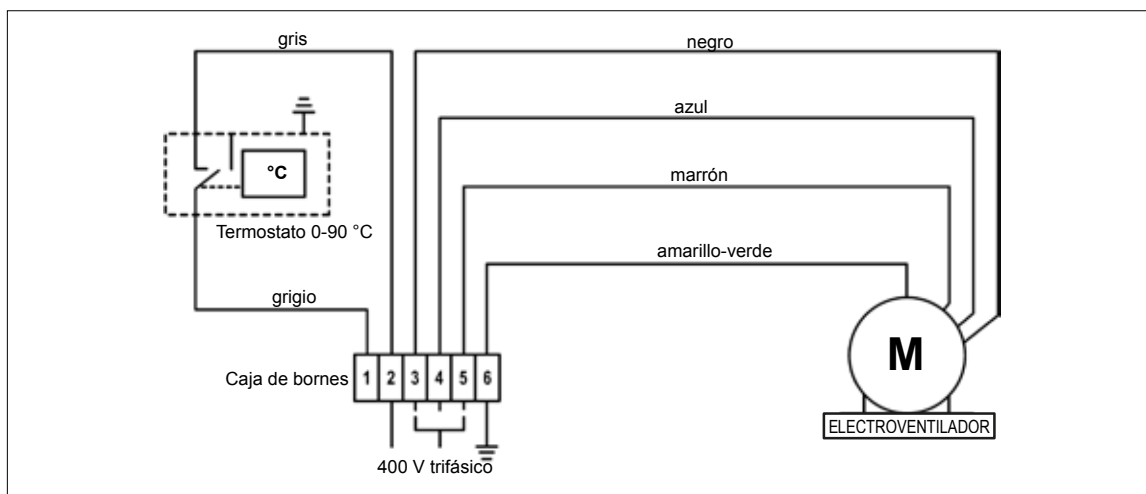 gris
negro
azul
°C
marrón
Termostato 0-90 °C
amarillo-verde
grigio
M
Caja de bornes
1 2 3 4 5 6
ELECTROVENTILADOR
400 V trifásico